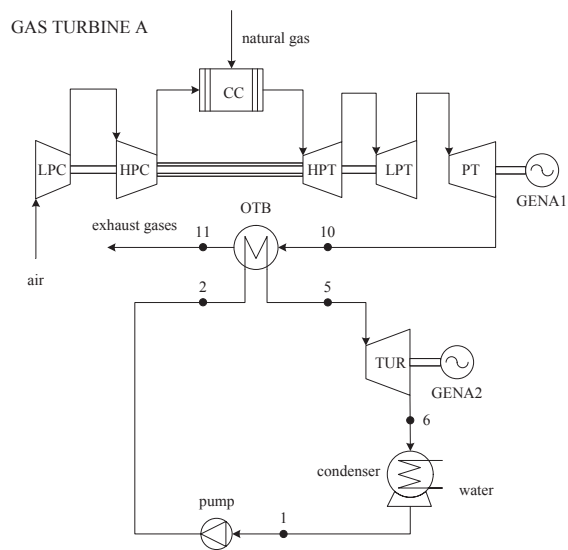 GAS TURBINE A
natural gas
CC
LPC
HPC
HPT
LPT
PT
GENA1
OTB
exhaust gases
11
10
air
2
5
TUR
GENA2
6
condenser
water
pump
1